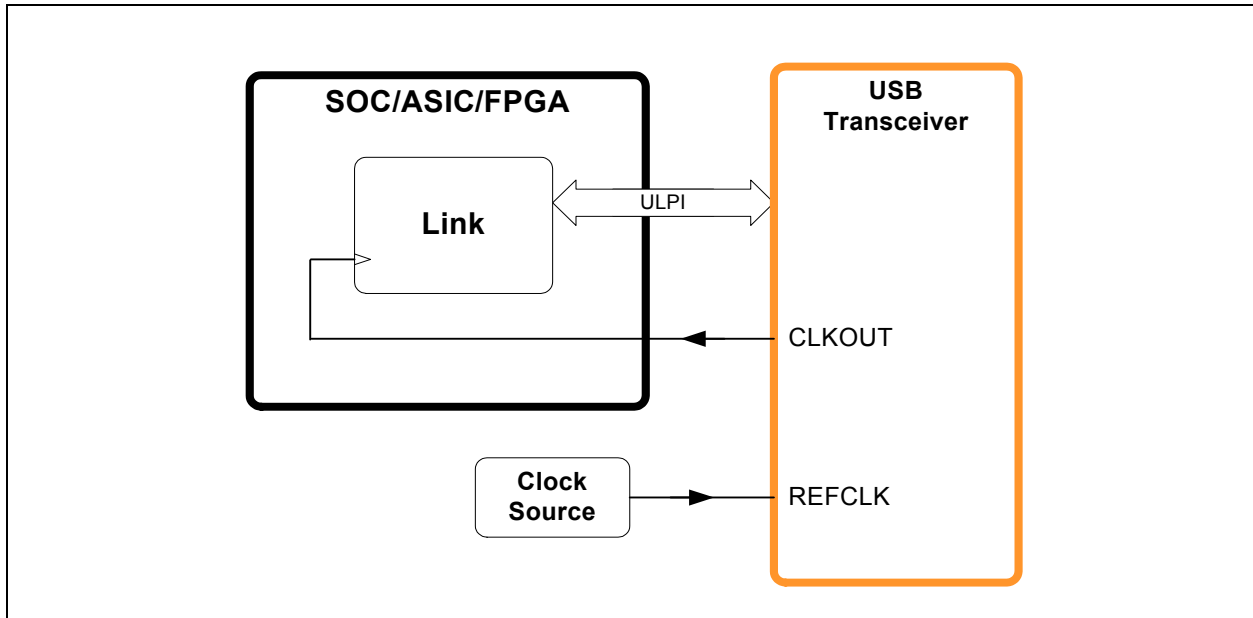 SOC/ASIC/FPGA
USB
Transceiver
ULPI
Link
CLKOUT
Clock
Source
REFCLK